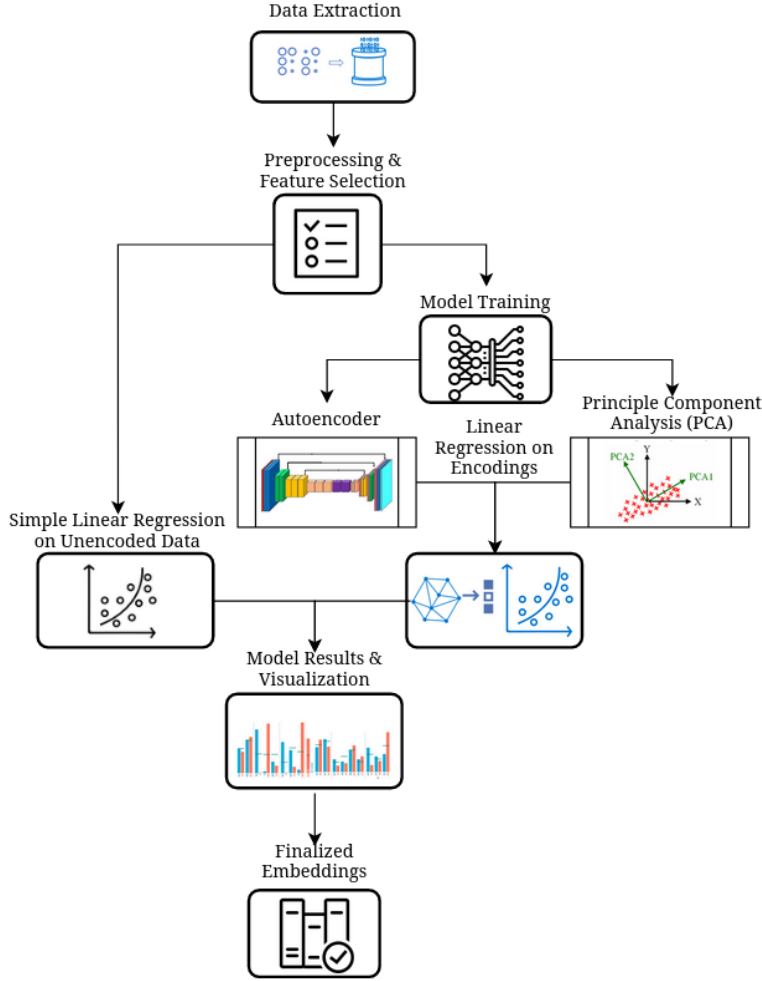 Data Extraction
Preprocessing &
Feature Selection
Model Training
Autoencoder
Linear
Regression on
Encodings
Principle Component
Analysis (PCA)
PCA2
Y
PCA1
X
Simple Linear Regression
on Unencoded Data
Model Results &
Visualization
Finalized
Embeddings